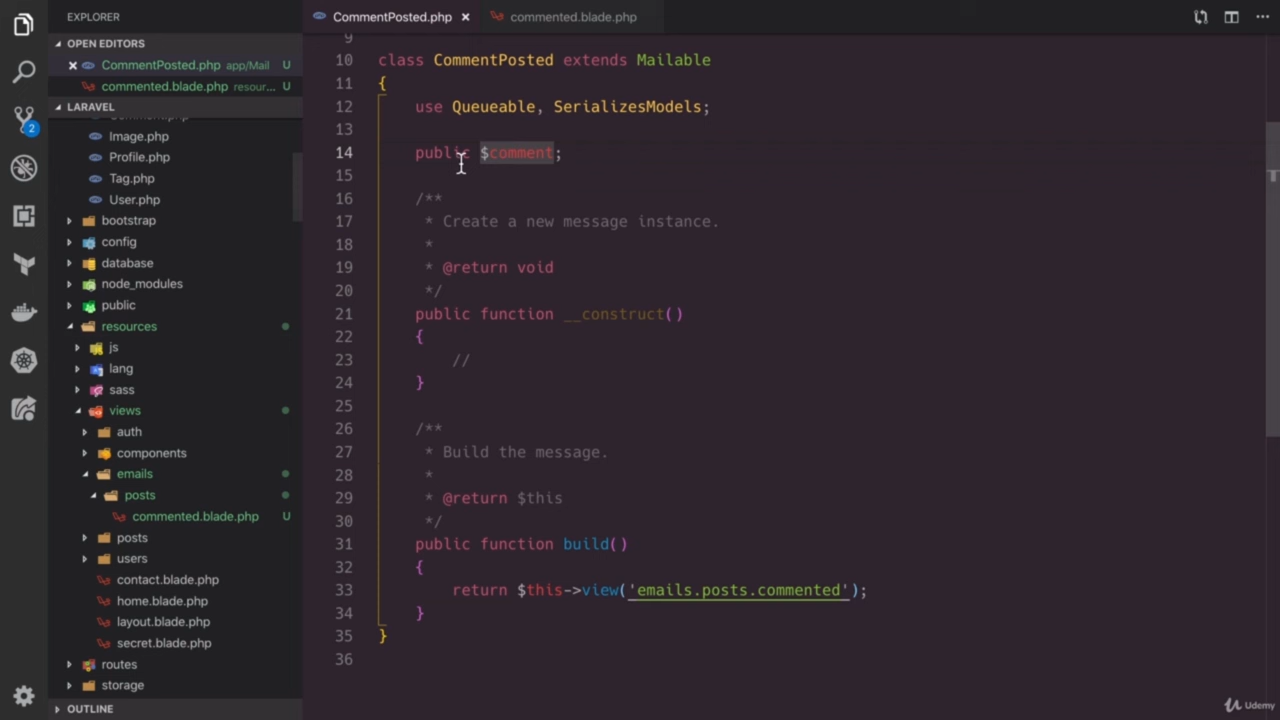 EXPLORER
CommentPosted.php
commented.blade.php
OPEN EDITORS
CommentPosted.php app/Mail U
commented.blade.php resour... U
LARAVEL
2
Image.php
Profile.php
Tag.php
User.php
bootstrap
config
database
node_modules
public
resources
js
lang
sass
views
auth
components
emails
posts
commented.blade.php U
posts
users
contact.blade.php
home.blade.php
layout.blade.php
secret.blade.php
routes
storage
OUTLINE
9
10 class CommentPosted extends Mailable
11 {
12 use Queueable, SerializesModels;
13
14 public $comment;
15
16 /**
17 * Create a new message instance.
18 *
19 * @return void
20 */
21 public function __construct()
22 {
23 //
24 }
25
26 /**
27 * Build the message.
28 *
29 * @return $this
30 */
31 public function build()
32 {
33 return $this->view('emails.posts.commented');
34 }
35 }
36
Udemy